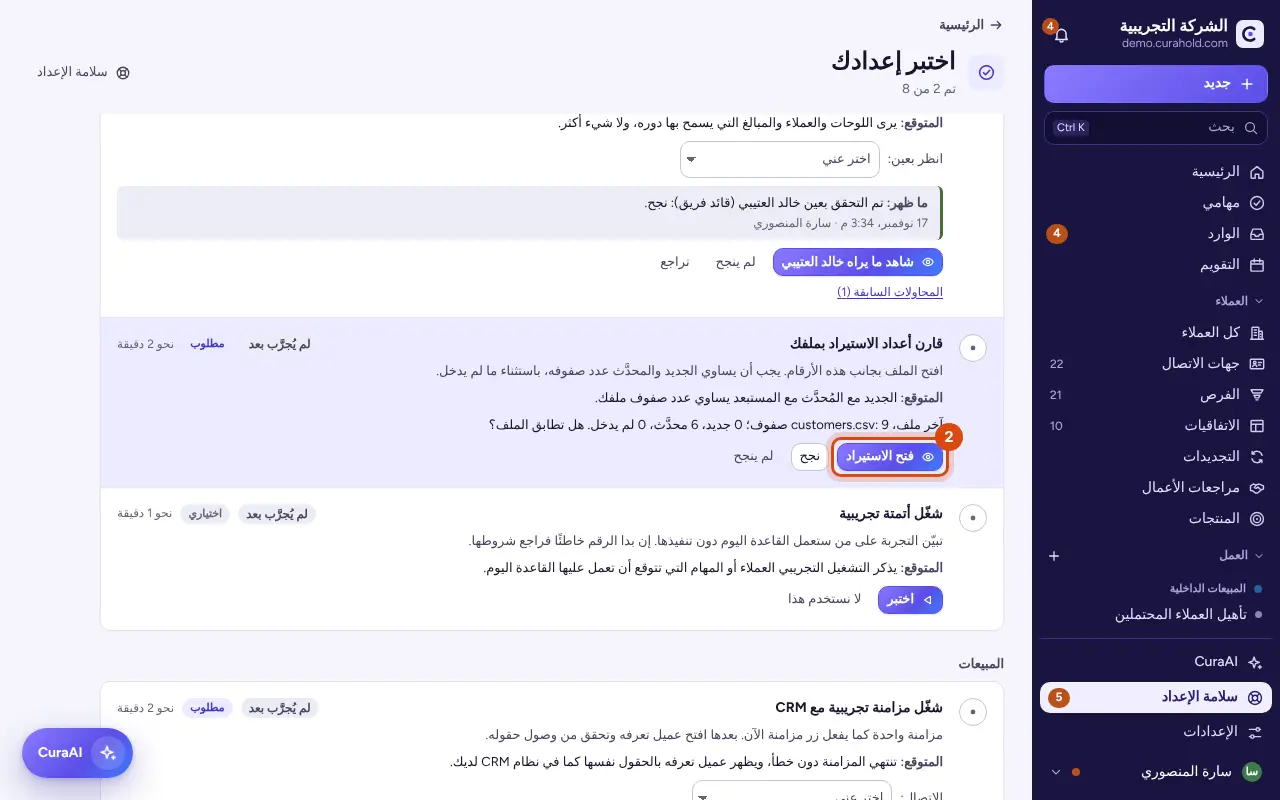 الشركة التجريبية
demo.curahold.com
4
جديد
بحث
Ctrl K
الرئيسية
مهامي
الوارد
4
التقويم
العملاء
كل العملاء
جهات الاتصال
22
الفرص
21
الاتفاقيات
10
التجديدات
مراجعات الأعمال
المنتجات
العمل
المبيعات الداخلية
تأهيل العملاء المحتملين
CuraAI
سلامة الإعداد
5
الإعدادات
سا
سارة المنصوري
الرئيسية
اختبر إعدادك
تم 2 من 8
سلامة الإعداد
المتوقع: يرى اللوحات والعملاء والمبالغ التي يسمح بها دوره، ولا شيء أكثر.
انظر بعين:
اختر عني
ما ظهر: تم التحقق بعين خالد العتيبي (قائد فريق): نجح.
17 نوفمبر، 3:34 م · سارة المنصوري
شاهد ما يراه خالد العتيبي
لم ينجح
تراجع
المحاولات السابقة (1)
قارن أعداد الاستيراد بملفك
لم يُجرَّب بعد
مطلوب
نحو 2 دقيقة
افتح الملف بجانب هذه الأرقام. يجب أن يساوي الجديد والمحدَّث عدد صفوفه، باستثناء ما لم يدخل.
المتوقع: الجديد مع المُحدَّث مع المستبعد يساوي عدد صفوف ملفك.
آخر ملف، customers.csv: 9 صفوف؛ 0 جديد، 6 محدَّث، 0 لم يدخل. هل تطابق الملف؟
2
فتح الاستيراد
نجح
لم ينجح
شغّل أتمتة تجريبية
لم يُجرَّب بعد
اختياري
نحو 1 دقيقة
تبيّن التجربة على من ستعمل القاعدة اليوم دون تنفيذها. إن بدا الرقم خاطئًا فراجع شروطها.
المتوقع: يذكر التشغيل التجريبي العملاء أو المهام التي تتوقع أن تعمل عليها القاعدة اليوم.
اختبر
لا نستخدم هذا
المبيعات
شغّل مزامنة تجريبية مع CRM
لم يُجرَّب بعد
مطلوب
نحو 2 دقيقة
مزامنة واحدة كما يفعل زر مزامنة الآن. بعدها افتح عميل تعرفه وتحقق من وصول حقوله.
المتوقع: تنتهي المزامنة دون خطأ، ويظهر عميل تعرفه بالحقول نفسها كما في نظام CRM لديك.
الاتصال:
اختر عني
CuraAI